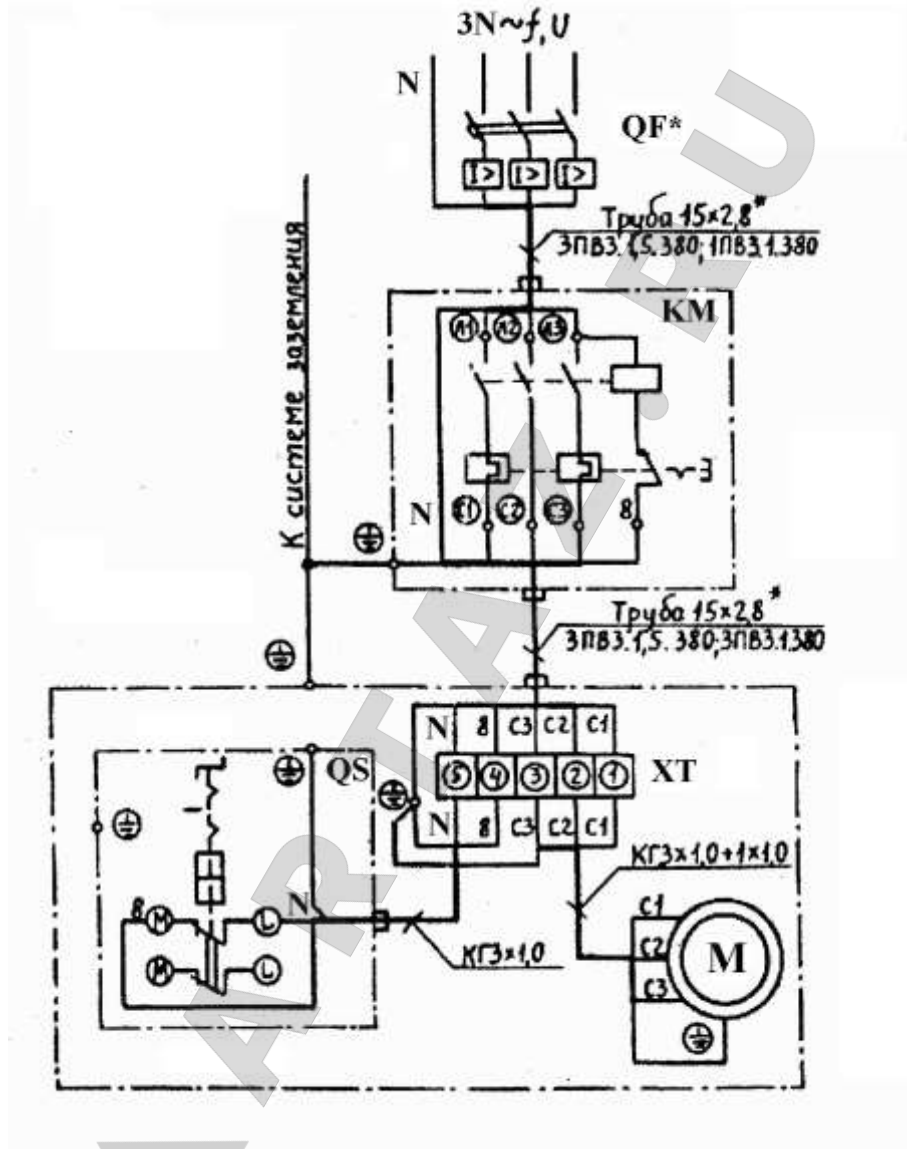 3N~f,U
N
QF*
I> I> I>
Труба 15×2,8*
3ПВ3.1,5.380; 1ПВ3.1.380
К системе заземления
KM
Л1 Л2 Л3
N С1 С2 С3 8
Труба 15×2,8*
3ПВ3.1,5.380; 3ПВ3.1.380
N 8 С3 С2 С1
QS
5 4 3 2 1
XT
N 8 С3 С2 С1
КГ3×1,0+1×1,0
8 M L N
M L
КГ3×1,0
С1
С2
С3
M
ARTAZ.RU